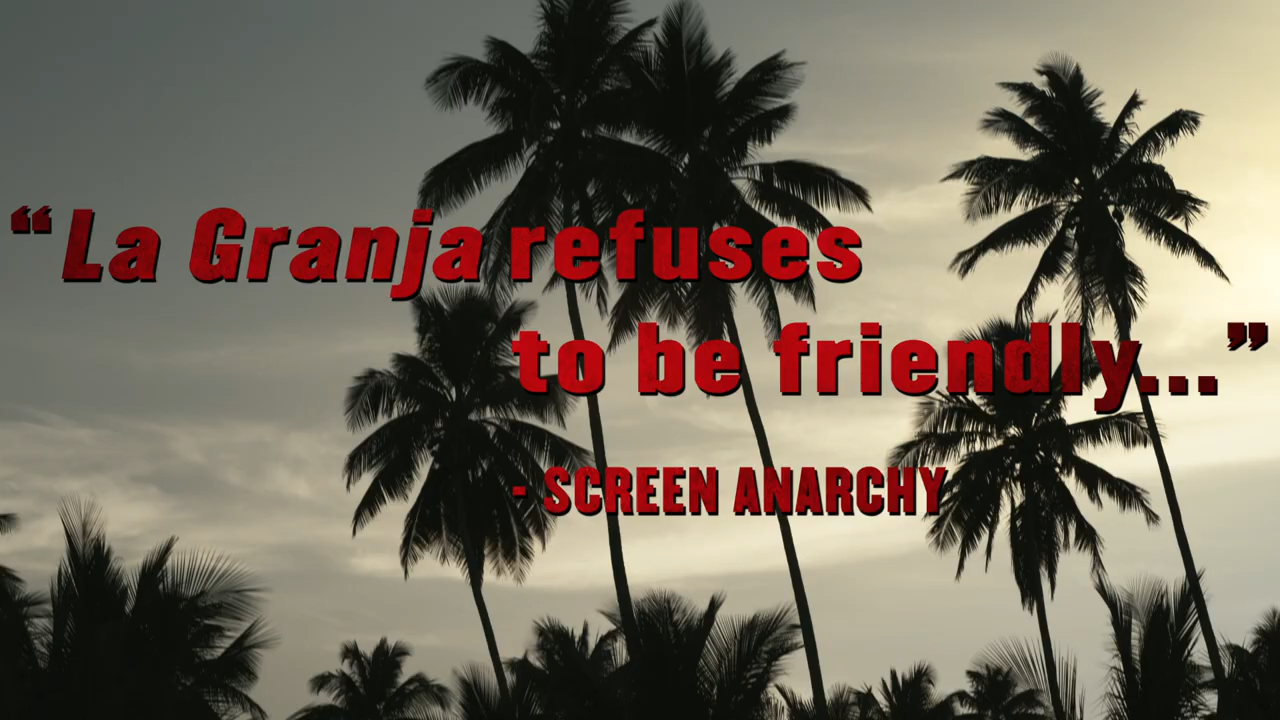 “La Granja refuses
to be friendly...”
- SCREEN ANARCHY